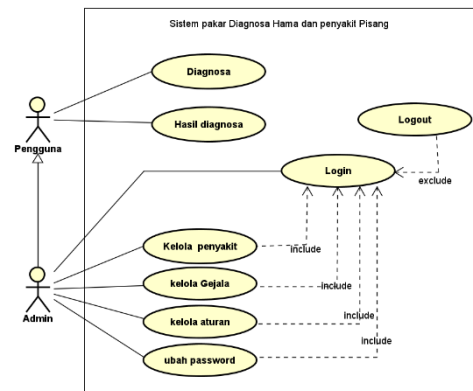 Sistem pakar Diagnosa Hama dan penyakit Pisang
Diagnosa
Hasil diagnosa
Logout
Pengguna
Login
exclude
Kelola penyakit
include
kelola Gejala
include
include
include
Admin
kelola aturan
ubah password